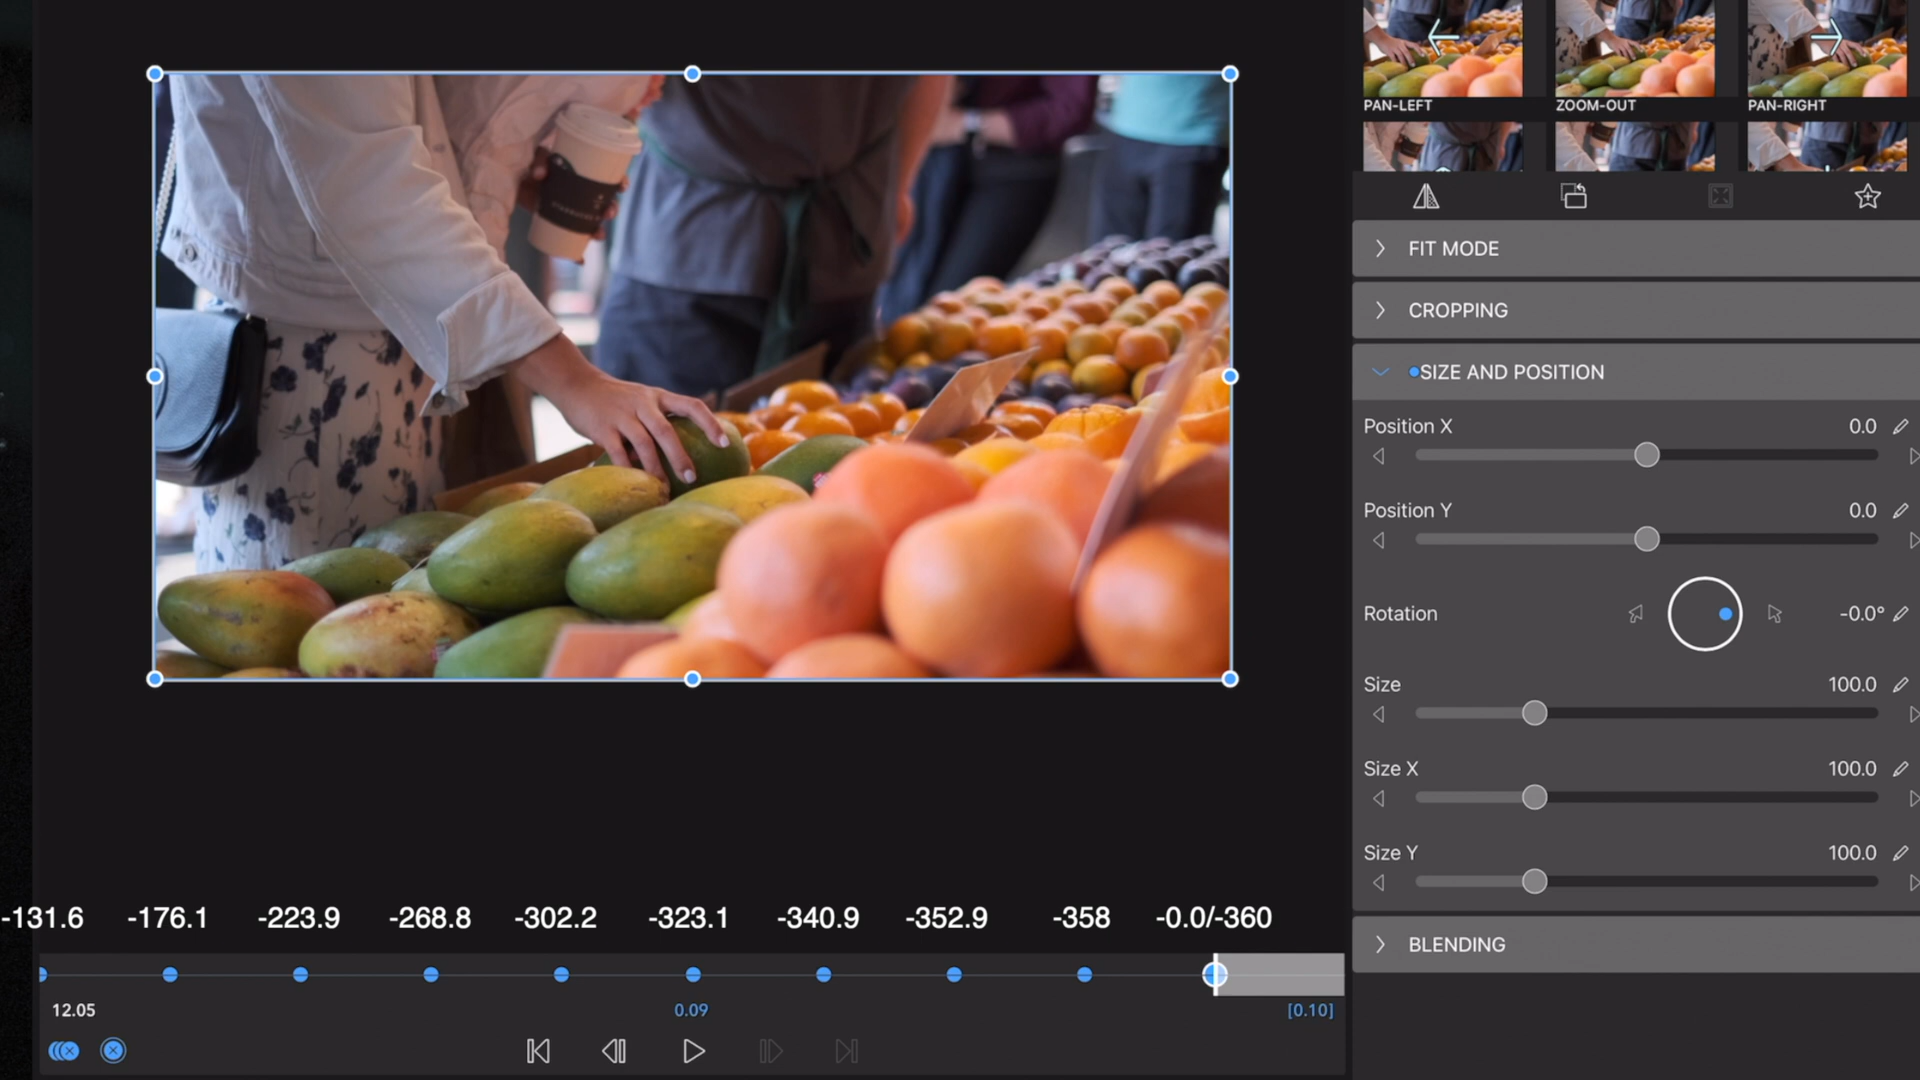 PAN-LEFT
ZOOM-OUT
PAN-RIGHT
FIT MODE
CROPPING
SIZE AND POSITION
Position X
0.0
Position Y
0.0
Rotation
-0.0°
Size
100.0
Size X
100.0
Size Y
100.0
BLENDING
-131.6
-176.1
-223.9
-268.8
-302.2
-323.1
-340.9
-352.9
-358
-0.0/-360
12.05
0.09
[0.10]